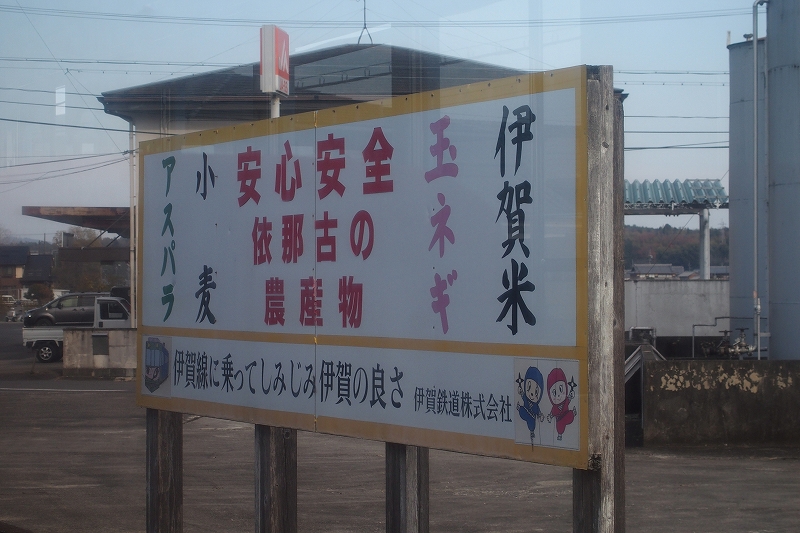 伊賀米
玉ネギ
安心安全
依那古の
農産物
小麦
アスパラ
伊賀線に乗ってしみじみ伊賀の良さ
伊賀鉄道株式会社